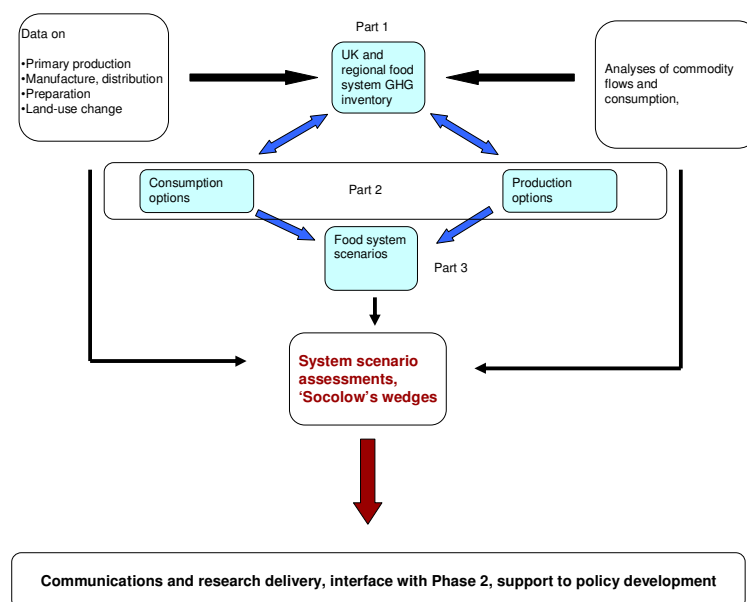 Data on
•Primary production
•Manufacture, distribution
•Preparation
•Land-use change
Part 1
UK and
regional food
system GHG
inventory
Analyses of commodity
flows and
consumption,
Consumption
options
Part 2
Production
options
Food system
scenarios
Part 3
System scenario
assessments,
‘Socolow’s wedges
Communications and research delivery, interface with Phase 2, support to policy development